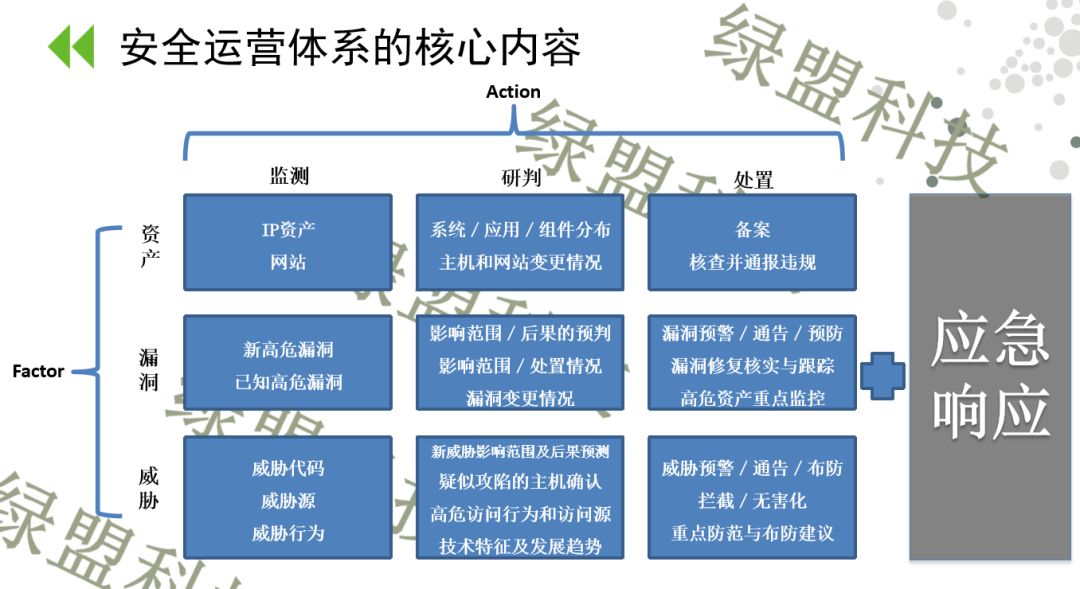 安全运营体系的核心内容
绿盟科技
Action
绿盟科技
监测
研判
处置
资产
IP资产
网站
系统 / 应用 / 组件分布
主机和网站变更情况
备案
核查并通报违规
Factor
漏洞
新高危漏洞
已知高危漏洞
影响范围 / 后果的预判
影响范围 / 处置情况
漏洞变更情况
漏洞预警 / 通告 / 预防
漏洞修复核实与跟踪
高危资产重点监控
应急
响应
威胁
威胁代码
威胁源
威胁行为
新威胁影响范围及后果预测
疑似攻陷的主机确认
高危访问行为和访问源
技术特征及发展趋势
威胁预警 / 通告 / 布防
拦截 / 无害化
重点防范与布防建议
绿盟科技